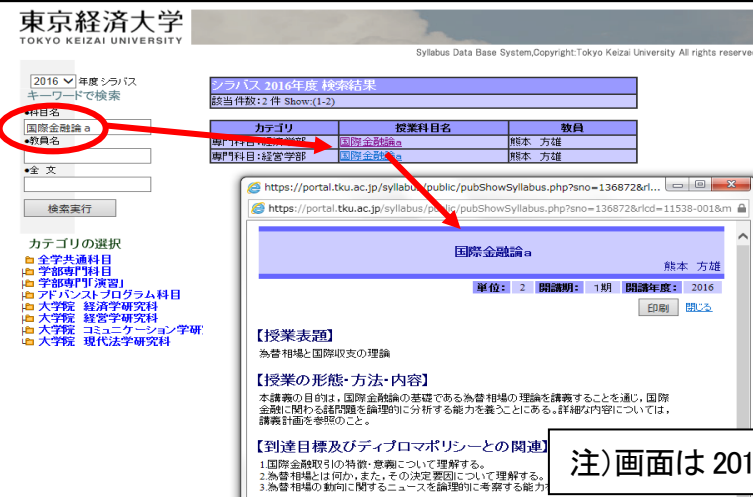 東京経済大学
TOKYO KEIZAI UNIVERSITY
Syllabus Data Base System,Copyright:Tokyo Keizai University All rights reserve
2016 年度シラバス
キーワードで検索
●科目名
国際金融論a
●教員名
●全 文
検索実行
カテゴリの選択
全学共通科目
学部専門科目
学部専門「演習」
アドバンストプログラム科目
大学院 経済学研究科
大学院 経営学研究科
大学院 コミュニケーション学研
大学院 現代法学研究科
シラバス 2016年度 検索結果
該当件数:2 件 Show:(1-2)
カテゴリ 授業科目名 教員
専門科目:経済学部 国際金融論a 熊本 方雄
専門科目:経営学部 国際金融論a 熊本 方雄
https://portal.tku.ac.jp/syllabus/public/pubShowSyllabus.php?sno=136872&rl...
https://portal.tku.ac.jp/syllabus/public/pubShowSyllabus.php?sno=136872&rlcd=11538-001&m
国際金融論a
熊本 方雄
単位: 2 開講期: 1期 開講年度: 2016
印刷 閉じる
【授業表題】
為替相場と国際収支の理論
【授業の形態・方法・内容】
本講義の目的は，国際金融論の基礎である為替相場の理論を講義することを通じ，国際
金融に関わる諸問題を論理的に分析する能力を養うことにある。詳細な内容については，
講義計画を参照のこと。
【到達目標及びディプロマポリシーとの関連】
1.国際金融取引の特徴・意義について理解する。
2.為替相場とは何か，また，その決定要因について理解する。
3.為替相場の動向に関するニュースを論理的に考察する能力
注）画面は 201